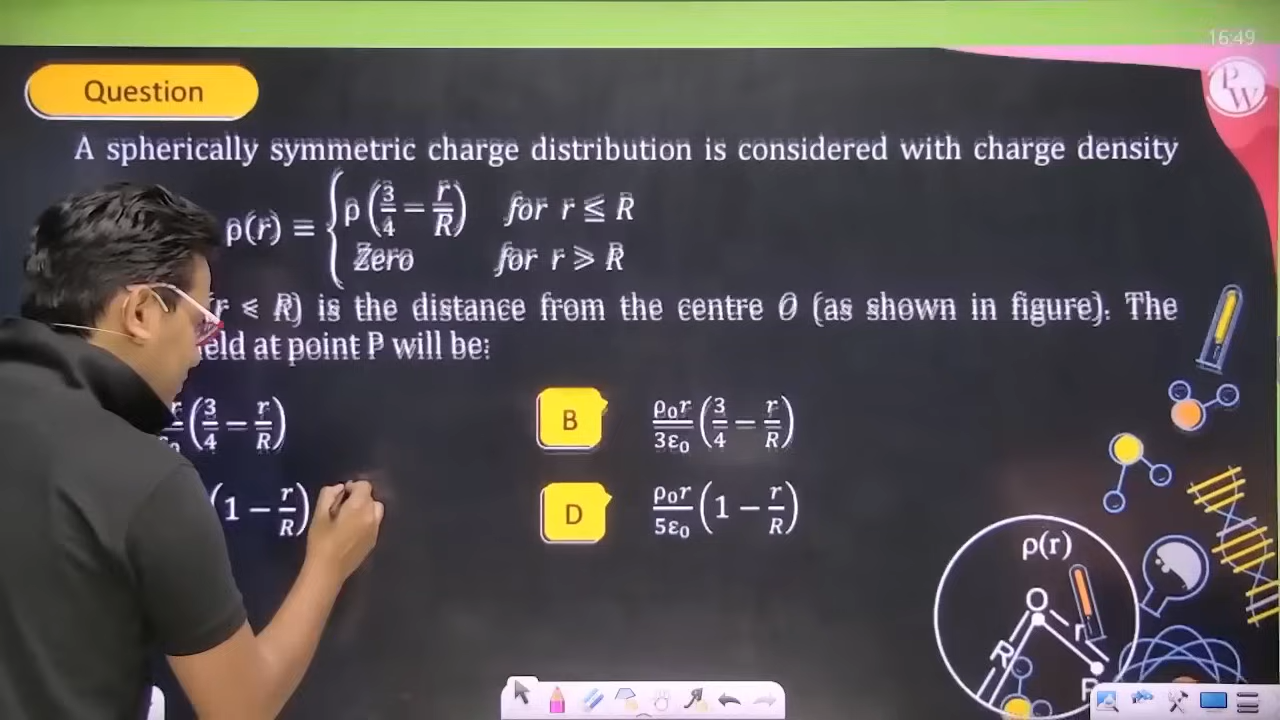 16:49
PW
Question
A spherically symmetric charge distribution is considered with charge density
ρ(r) = { ρ (3/4 − r/R) for r ≤ R
Zero for r > R
r < R) is the distance from the centre O (as shown in figure). The
at point P will be:
(3/4 − r/R)
B ρ₀r/3ε₀ (3/4 − r/R)
(1 − r/R)
D ρ₀r/5ε₀ (1 − r/R)
ρ(r)
O
r
R